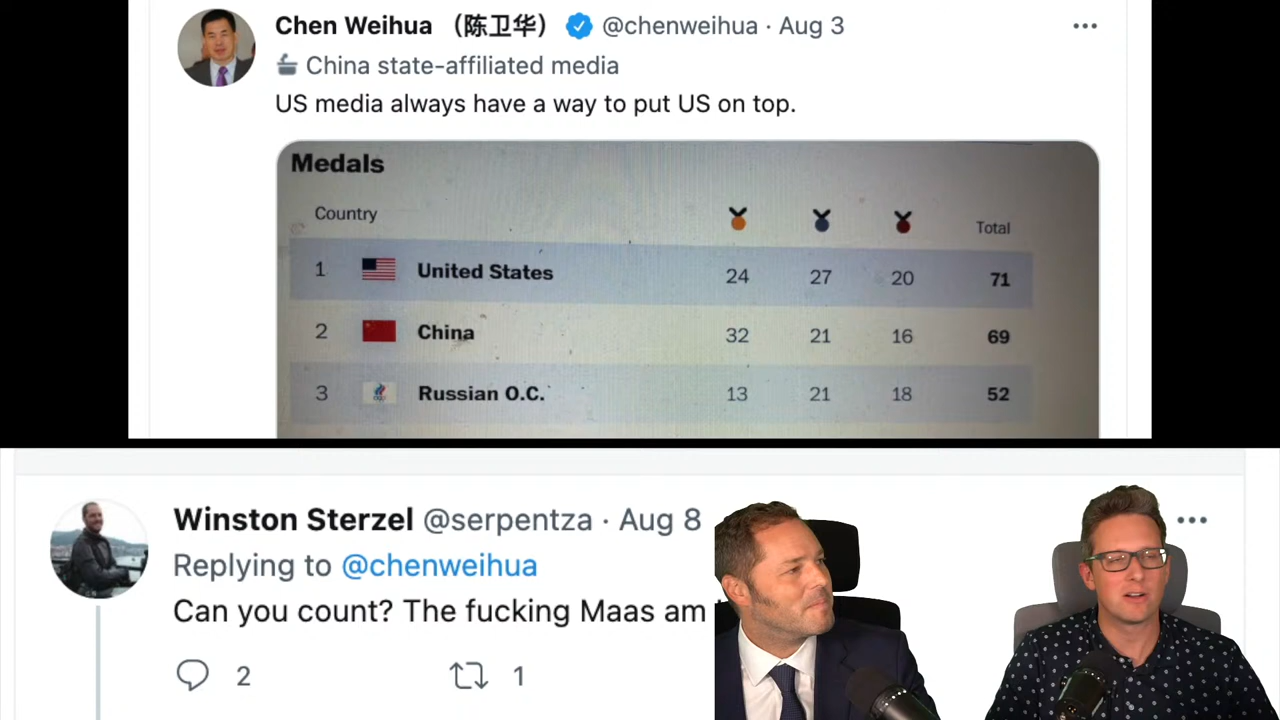 Chen Weihua （陈卫华） @chenweihua · Aug 3
China state-affiliated media
US media always have a way to put US on top.
Medals
Country Total
1 United States 24 27 20 71
2 China 32 21 16 69
3 Russian O.C. 13 21 18 52
Winston Sterzel @serpentza · Aug 8
Replying to @chenweihua
Can you count? The fucking Maas am
2 1